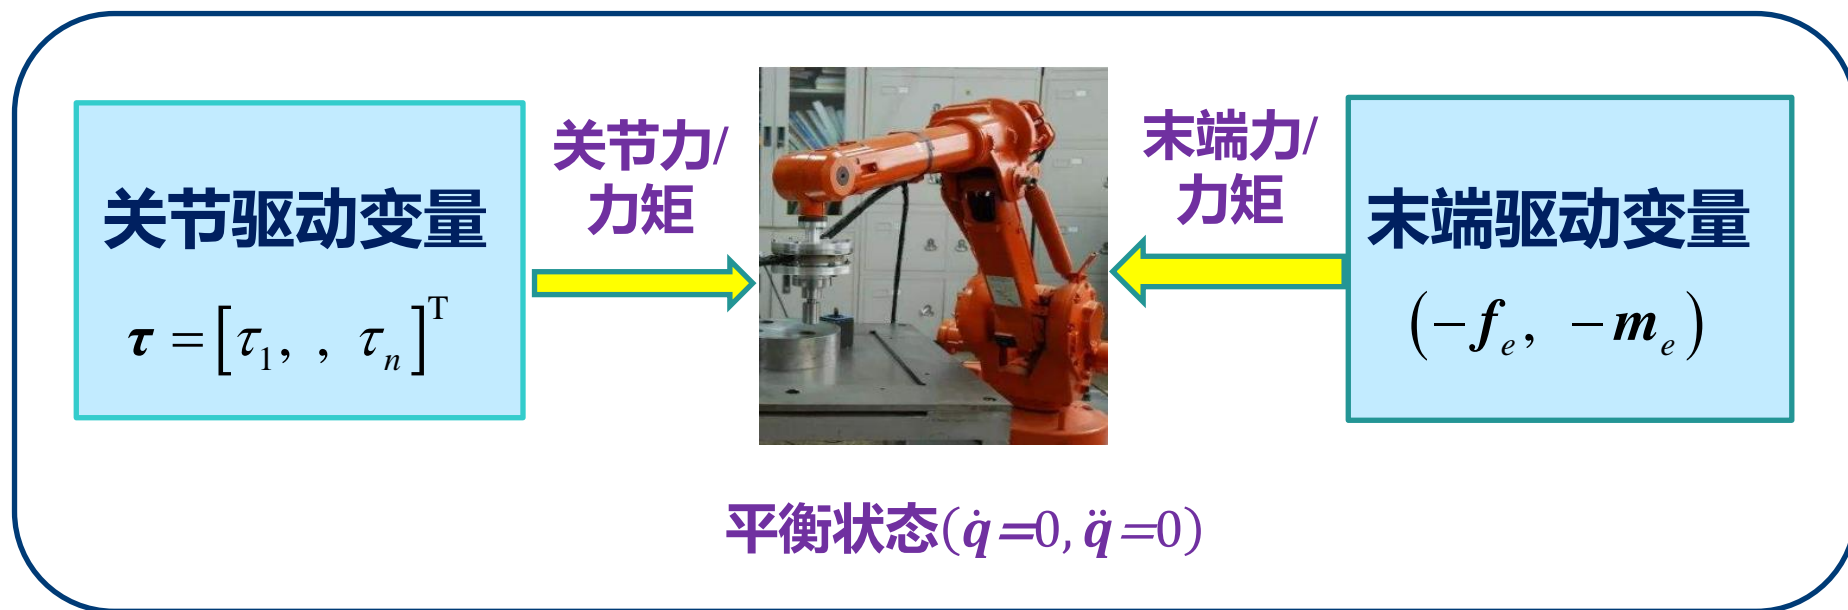 关节驱动变量
τ = [τ₁, , τₙ]ᵀ
关节力/
力矩
末端力/
力矩
末端驱动变量
(−fₑ, −mₑ)
平衡状态(q̇=0, q̈=0)